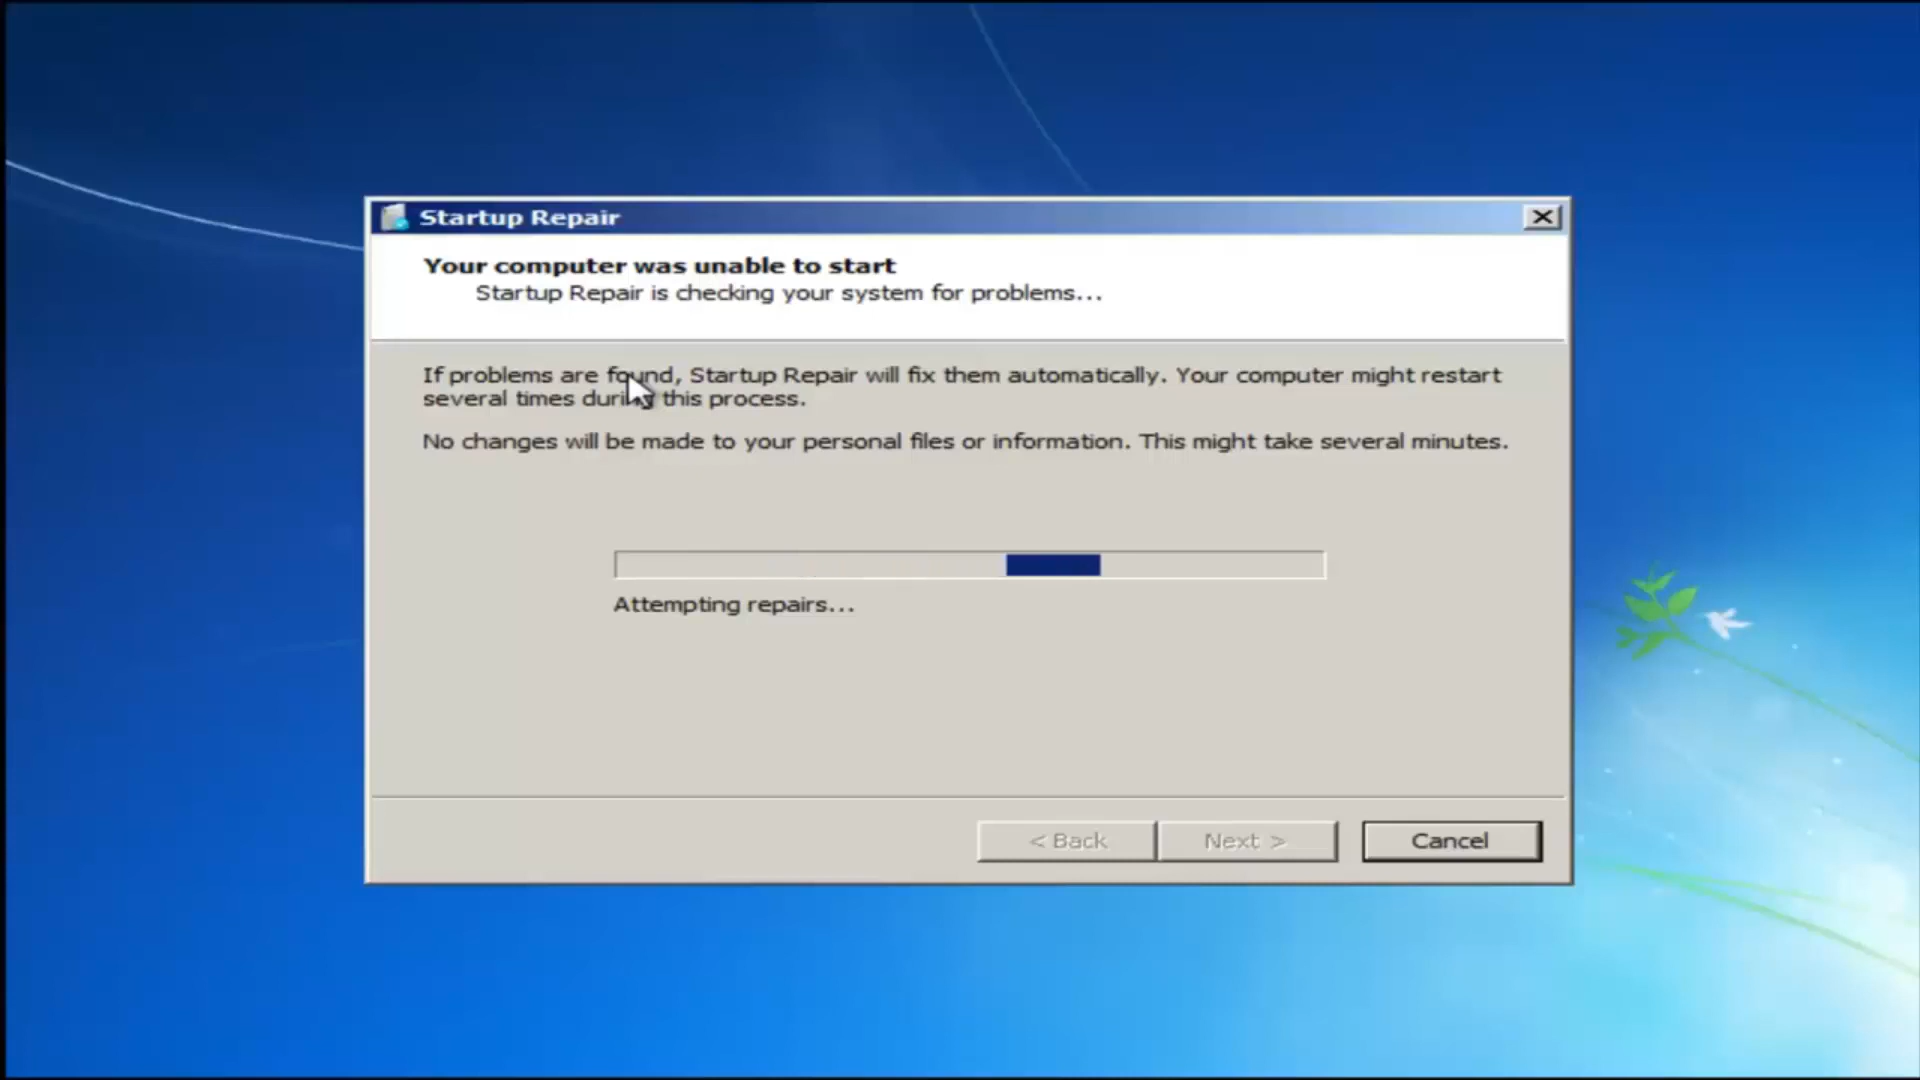 Startup Repair
Your computer was unable to start
Startup Repair is checking your system for problems...
If problems are found, Startup Repair will fix them automatically. Your computer might restart
several times during this process.
No changes will be made to your personal files or information. This might take several minutes.
Attempting repairs...
< Back
Next >
Cancel